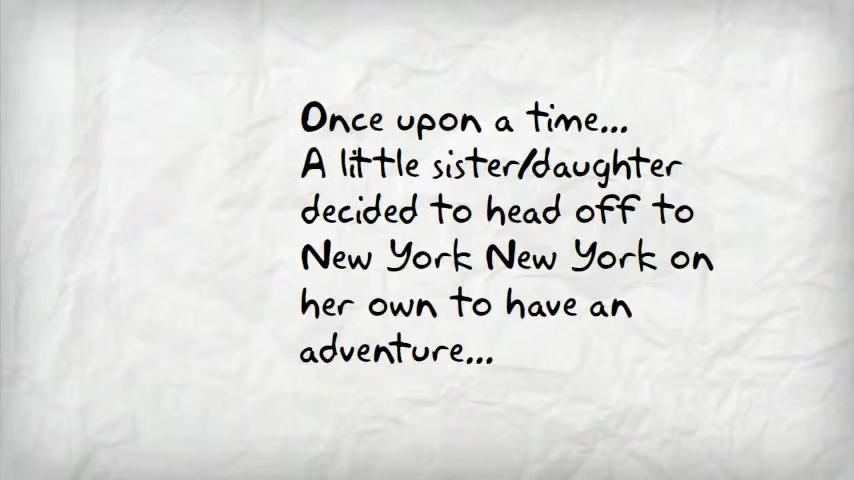 Once upon a time...
A little sister/daughter
decided to head off to
New York New York on
her own to have an
adventure...